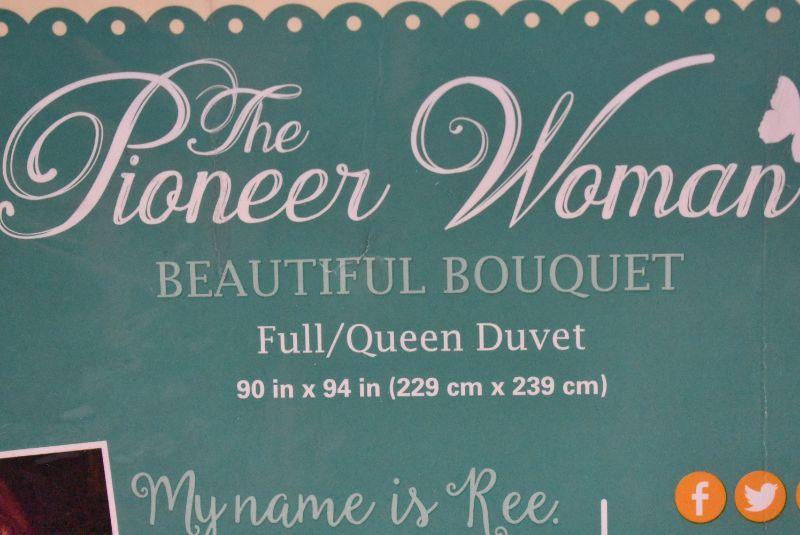 The
Pioneer Woman
BEAUTIFUL BOUQUET
Full/Queen Duvet
90 in x 94 in (229 cm x 239 cm)
My name is Ree.